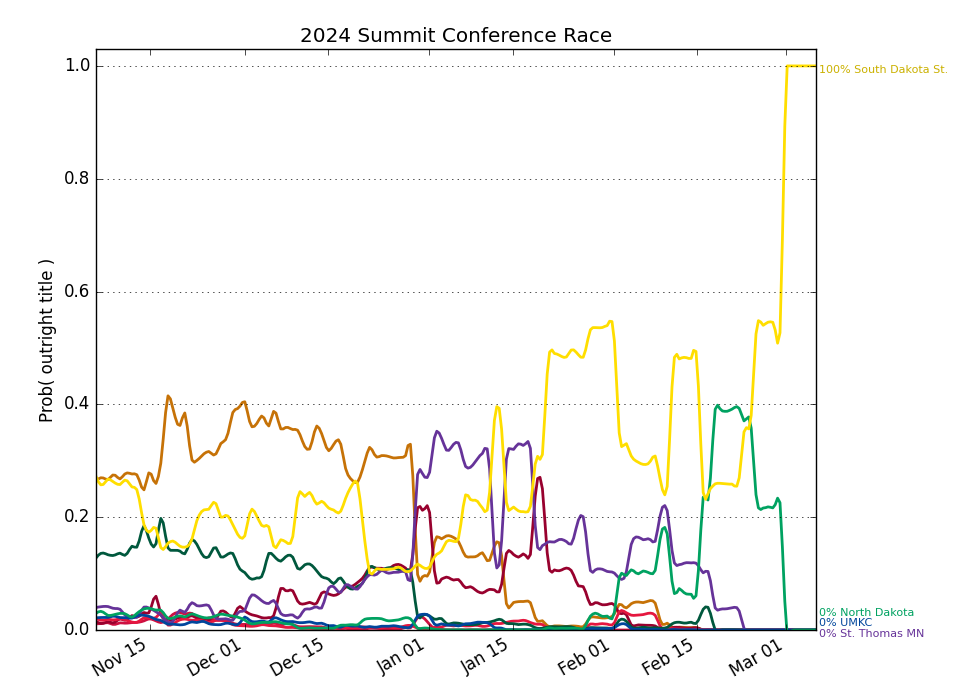 2024 Summit Conference Race
Prob( outright title )
1.0
0.8
0.6
0.4
0.2
0.0
Nov 15
Dec 01
Dec 15
Jan 01
Jan 15
Feb 01
Feb 15
Mar 01
100% South Dakota St.
0% North Dakota
0% UMKC
0% St. Thomas MN